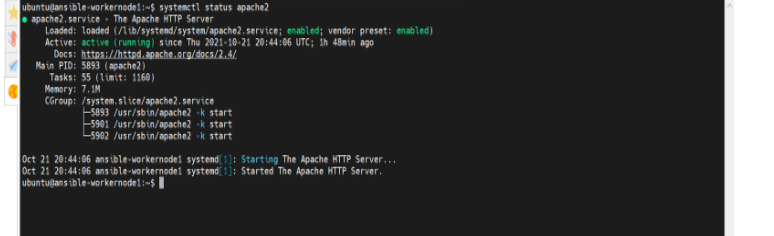 ubuntu@ansible-workernode1:~$ systemctl status apache2
● apache2.service - The Apache HTTP Server
Loaded: loaded (/lib/systemd/system/apache2.service; enabled; vendor preset: enabled)
Active: active (running) since Thu 2021-10-21 20:44:06 UTC; 1h 48min ago
Docs: https://httpd.apache.org/docs/2.4/
Main PID: 5893 (apache2)
Tasks: 55 (limit: 1160)
Memory: 7.1M
CGroup: /system.slice/apache2.service
├─5893 /usr/sbin/apache2 -k start
├─5901 /usr/sbin/apache2 -k start
└─5902 /usr/sbin/apache2 -k start
Oct 21 20:44:06 ansible-workernode1 systemd[1]: Starting The Apache HTTP Server...
Oct 21 20:44:06 ansible-workernode1 systemd[1]: Started The Apache HTTP Server.
ubuntu@ansible-workernode1:~$